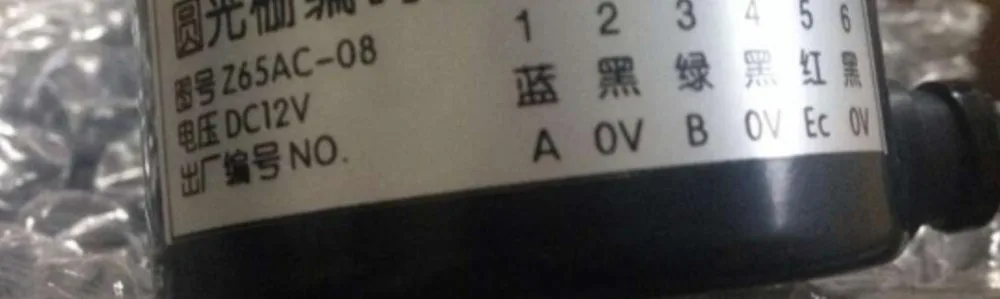 圆光栅编
图号 Z65AC-08
电压 DC12V
出厂编号 NO.
1 2 3 4 5 6
蓝 黑 绿 黑 红 黑
A 0V B 0V Ec 0V